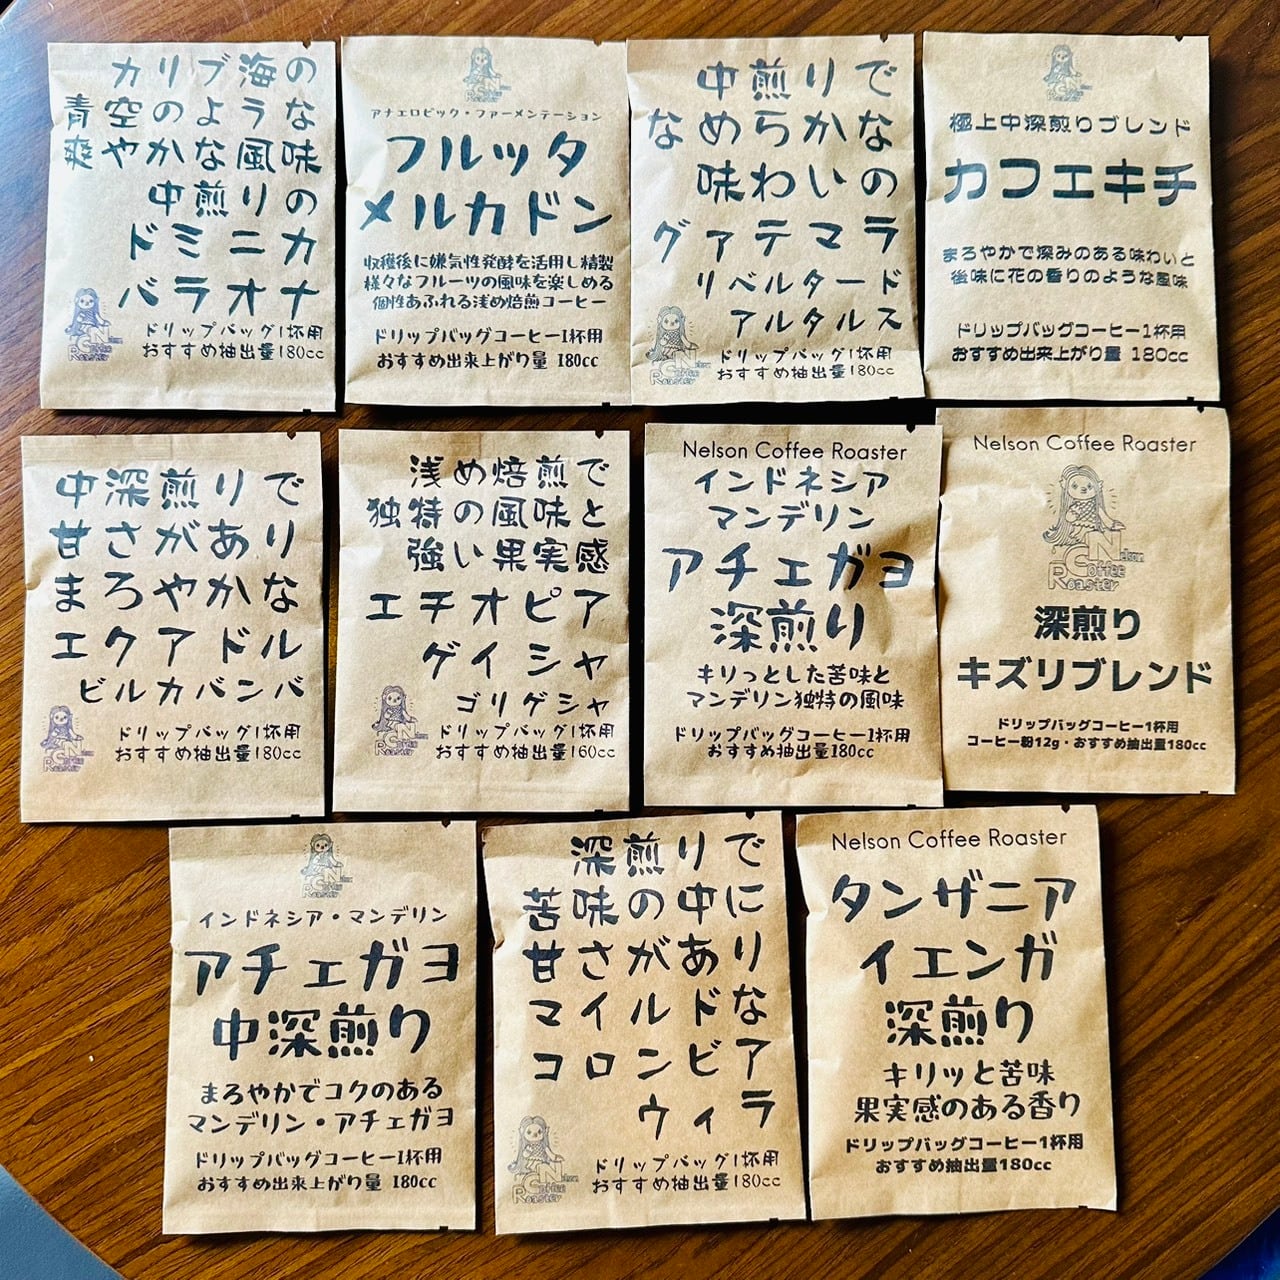 カリブ海の
青空のような
爽やかな風味
中煎りの
ドミニカ
バラオナ
ドリップバッグ1杯用
おすすめ抽出量180cc
Nelson
Coffee
Roaster
Nelson
Coffee
Roaster
アナエロビック・ファーメンテーション
フルッタ
メルカドン
収穫後に嫌気性発酵を活用し精製
様々なフルーツの風味を楽しめる
個性あふれる浅め焙煎コーヒー
ドリップバッグコーヒー1杯用
おすすめ出来上がり量 180cc
中煎りで
なめらかな
味わいの
グァテマラ
リベルタード
アルタルス
ドリップバッグ1杯用
おすすめ抽出量180cc
Nelson
Coffee
Roaster
Nelson
Coffee
Roaster
極上中深煎りブレンド
カフエキチ
まろやかで深みのある味わいと
後味に花の香りのような風味
ドリップバッグコーヒー1杯用
おすすめ出来上がり量 180cc
中深煎りで
甘さがあり
まろやかな
エクアドル
ビルカバンバ
ドリップバッグ1杯用
おすすめ抽出量180cc
Nelson
Coffee
Roaster
浅め焙煎で
独特の風味と
強い果実感
エチオピア
ゲイシャ
ゴリゲシャ
ドリップバッグ1杯用
おすすめ抽出量160cc
Nelson
Coffee
Roaster
Nelson Coffee Roaster
インドネシア
マンデリン
アチェガヨ
深煎り
キリっとした苦味と
マンデリン独特の風味
ドリップバッグコーヒー1杯用
おすすめ抽出量180cc
Nelson Coffee Roaster
Nelson
Coffee
Roaster
深煎り
キズリブレンド
ドリップバッグコーヒー1杯用
コーヒー粉12g・おすすめ抽出量180cc
Nelson
Coffee
Roaster
インドネシア・マンデリン
アチェガヨ
中深煎り
まろやかでコクのある
マンデリン・アチェガヨ
ドリップバッグコーヒー1杯用
おすすめ出来上がり量 180cc
深煎りで
苦味の中に
甘さがあり
マイルドな
コロンビア
ウィラ
ドリップバッグ1杯用
おすすめ抽出量180cc
Nelson
Coffee
Roaster
Nelson Coffee Roaster
タンザニア
イエンガ
深煎り
キリッと苦味
果実感のある香り
ドリップバッグコーヒー1杯用
おすすめ抽出量180cc